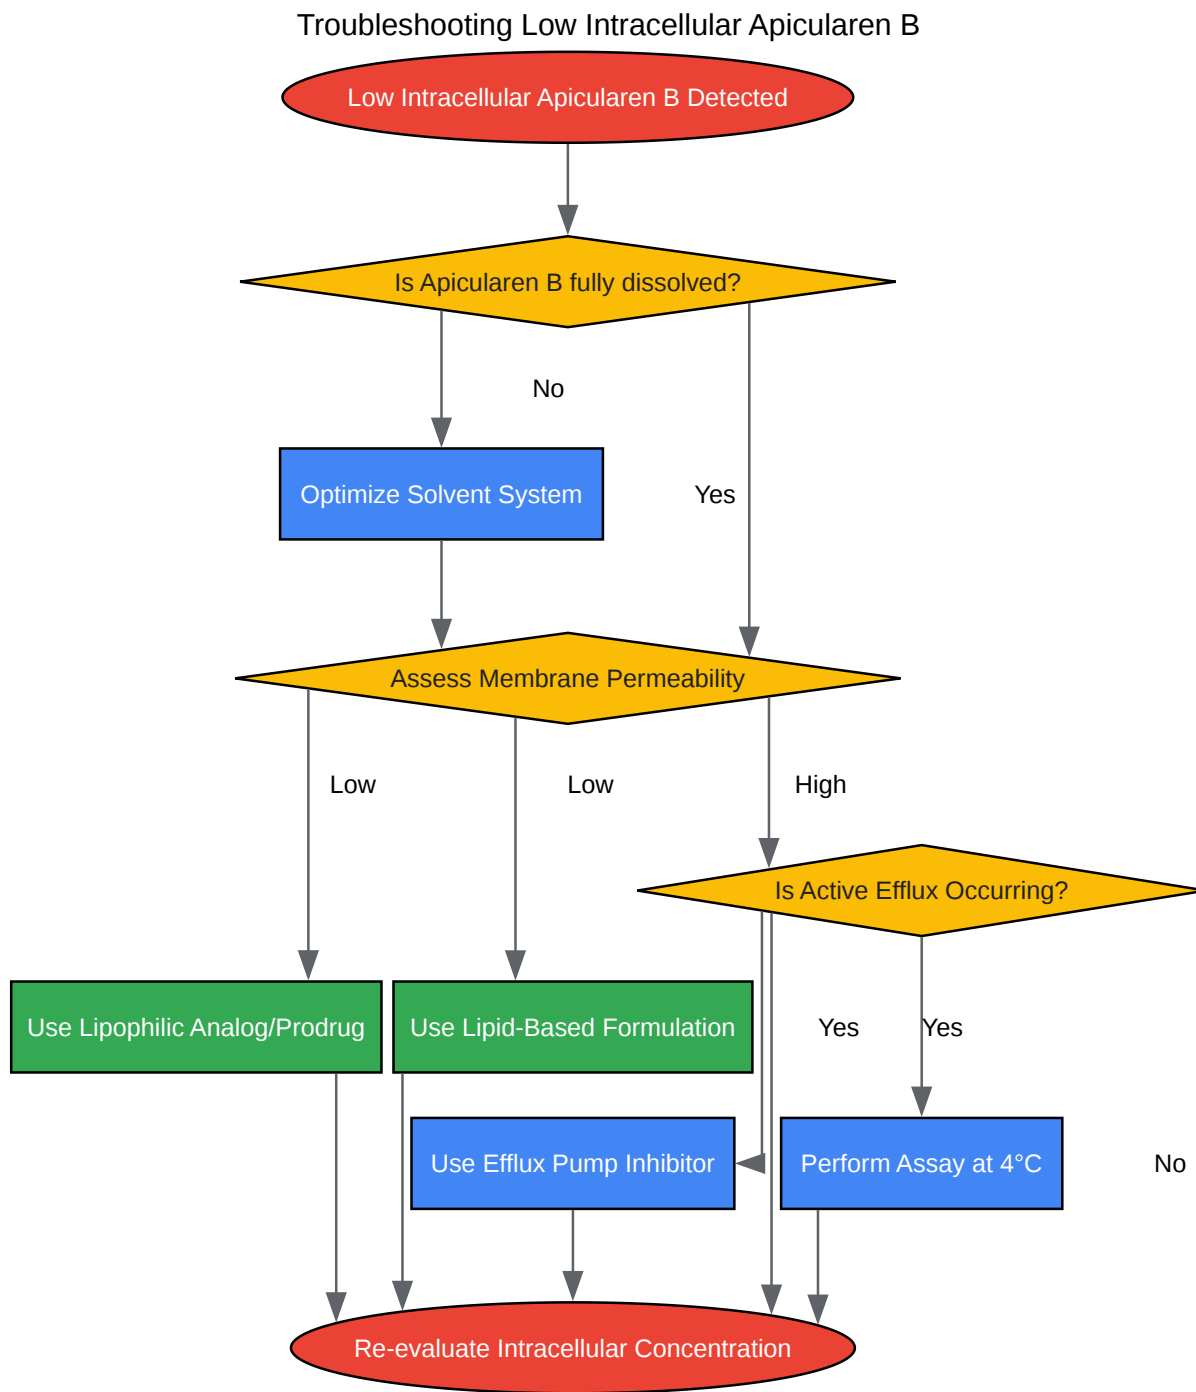 Troubleshooting Low Intracellular Apicularen B
Low Intracellular Apicularen B Detected
Is Apicularen B fully dissolved?
No
Optimize Solvent System
Yes
Assess Membrane Permeability
Low
Low
High
Is Active Efflux Occurring?
Use Lipophilic Analog/Prodrug
Use Lipid-Based Formulation
Yes
Yes
Use Efflux Pump Inhibitor
Perform Assay at 4°C
No
Re-evaluate Intracellular Concentration